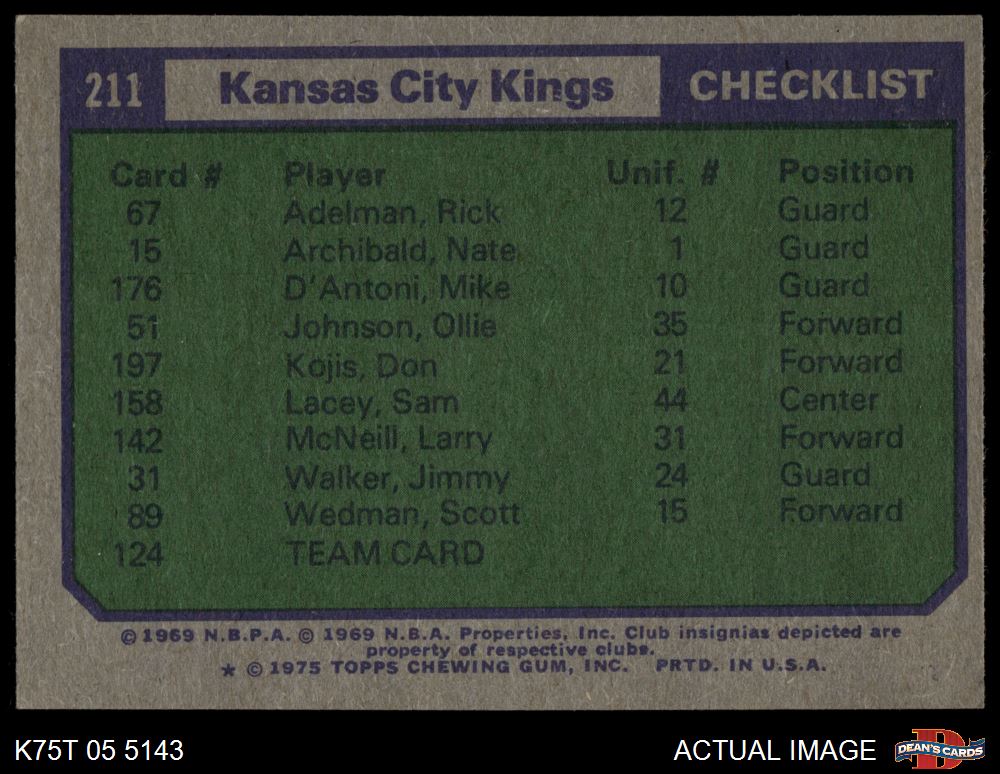 211 Kansas City Kings CHECKLIST
Card # Player Unif. # Position
67 Adelman, Rick 12 Guard
15 Archibald, Nate 1 Guard
176 D'Antoni, Mike 10 Guard
51 Johnson, Ollie 35 Forward
197 Kojis, Don 21 Forward
158 Lacey, Sam 44 Center
142 McNeill, Larry 31 Forward
31 Walker, Jimmy 24 Guard
89 Wedman, Scott 15 Forward
124 TEAM CARD
© 1969 N.B.P.A. © 1969 N.B.A. Properties, Inc. Club insignias depicted are
property of respective clubs.
★ © 1975 TOPPS CHEWING GUM, INC. PRTD. IN U.S.A.
K75T 05 5143 ACTUAL IMAGE D DEAN'S CARDS